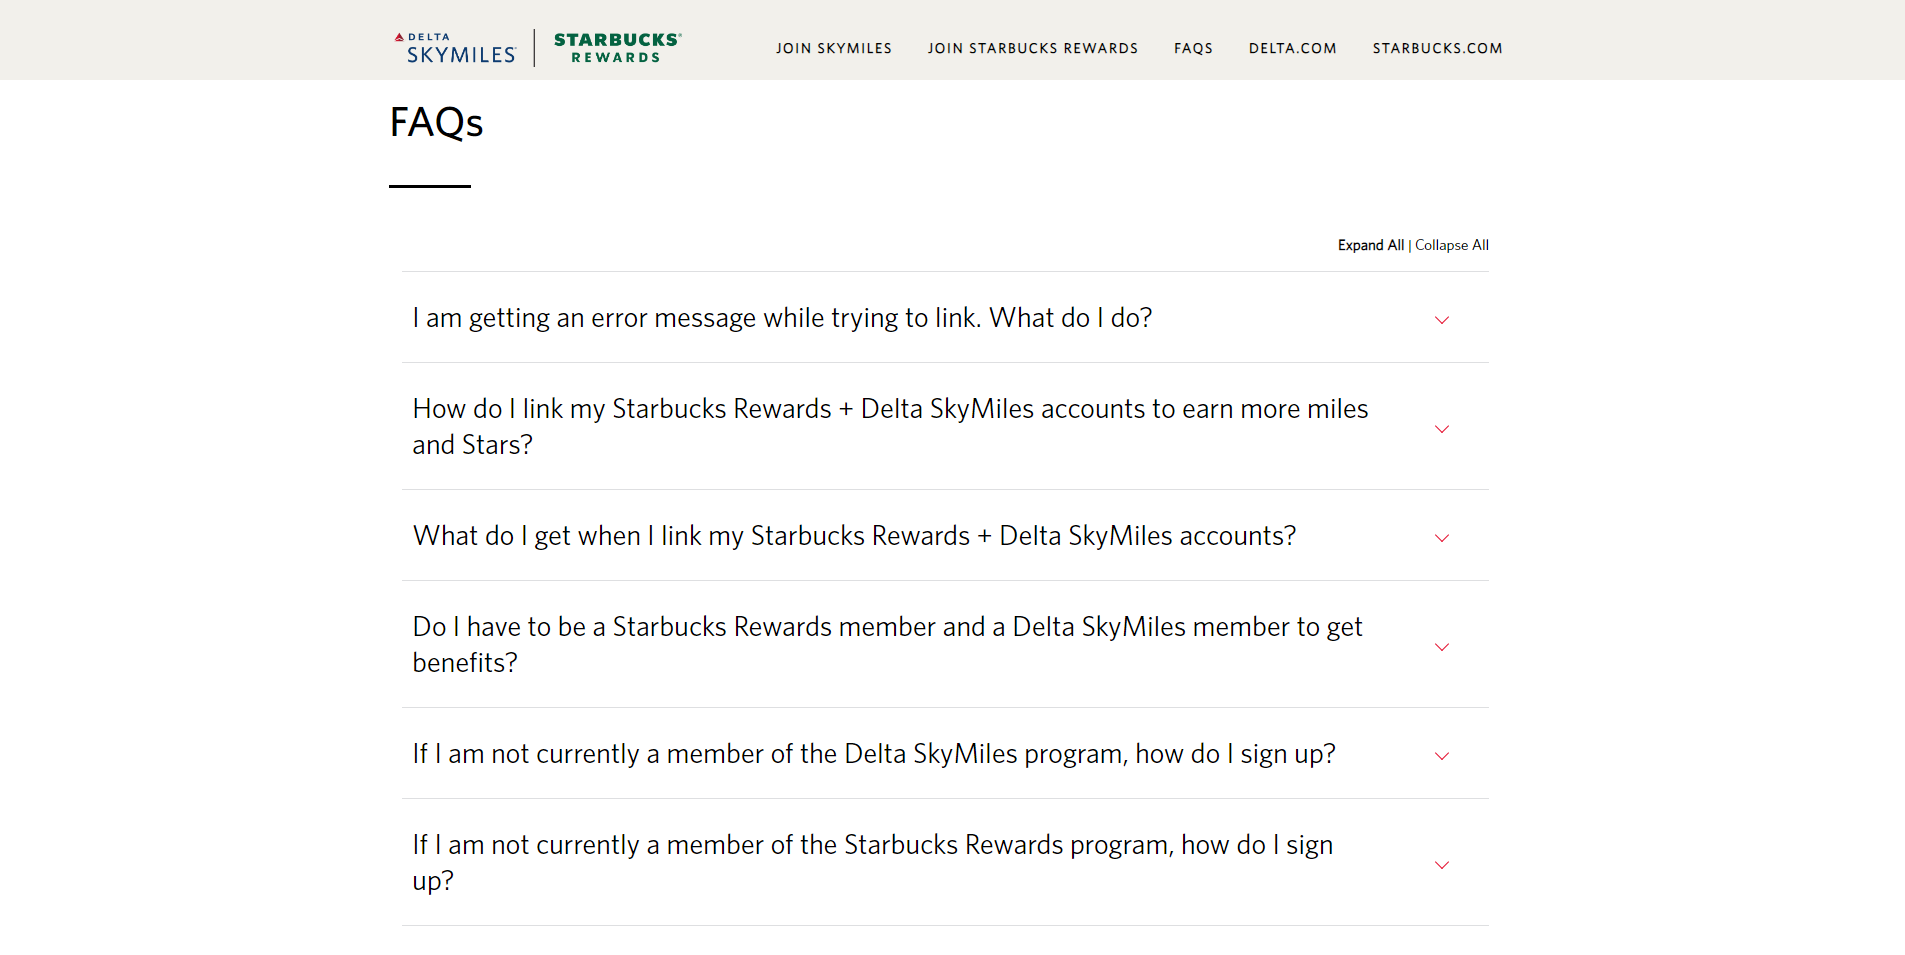 DELTA
SKYMILES
STARBUCKS®
REWARDS
JOIN SKYMILES
JOIN STARBUCKS REWARDS
FAQS
DELTA.COM
STARBUCKS.COM
FAQs
Expand All | Collapse All
I am getting an error message while trying to link. What do I do?
How do I link my Starbucks Rewards + Delta SkyMiles accounts to earn more miles
and Stars?
What do I get when I link my Starbucks Rewards + Delta SkyMiles accounts?
Do I have to be a Starbucks Rewards member and a Delta SkyMiles member to get
benefits?
If I am not currently a member of the Delta SkyMiles program, how do I sign up?
If I am not currently a member of the Starbucks Rewards program, how do I sign
up?